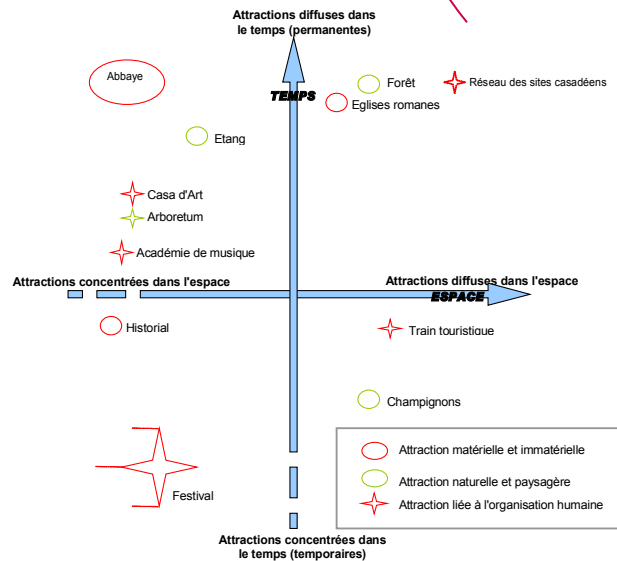 Attractions diffuses dans
le temps (permanentes)
Abbaye
TEMPS
Forêt
Réseau des sites casadéens
Eglises romanes
Etang
Casa d'Art
Arboretum
Académie de musique
Attractions concentrées dans l'espace
Attractions diffuses dans l'espace
ESPACE
Historial
Train touristique
Champignons
Attraction matérielle et immatérielle
Attraction naturelle et paysagère
Attraction liée à l'organisation humaine
Festival
Attractions concentrées dans
le temps (temporaires)